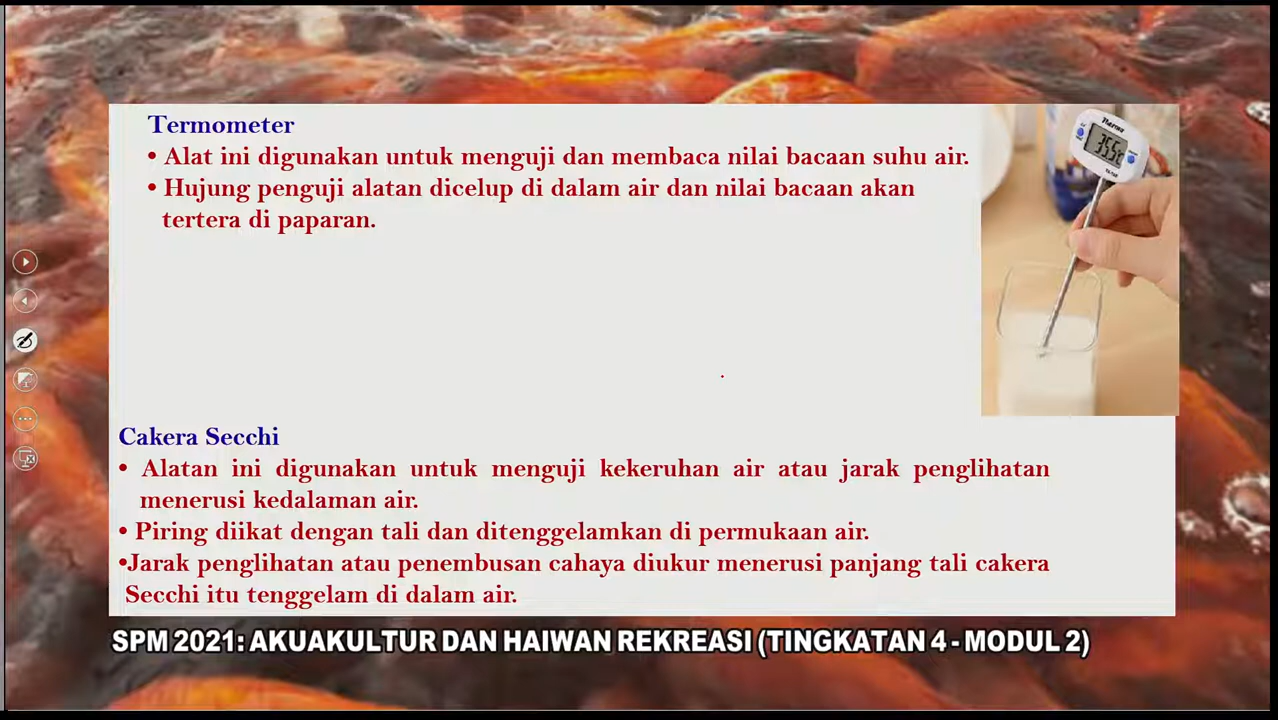 Termometer
• Alat ini digunakan untuk menguji dan membaca nilai bacaan suhu air.
• Hujung penguji alatan dicelup di dalam air dan nilai bacaan akan
tertera di paparan.
35.5
Cakera Secchi
• Alatan ini digunakan untuk menguji kekeruhan air atau jarak penglihatan
menerusi kedalaman air.
• Piring diikat dengan tali dan ditenggelamkan di permukaan air.
•Jarak penglihatan atau penembusan cahaya diukur menerusi panjang tali cakera
Secchi itu tenggelam di dalam air.
SPM 2021: AKUAKULTUR DAN HAIWAN REKREASI (TINGKATAN 4 - MODUL 2)